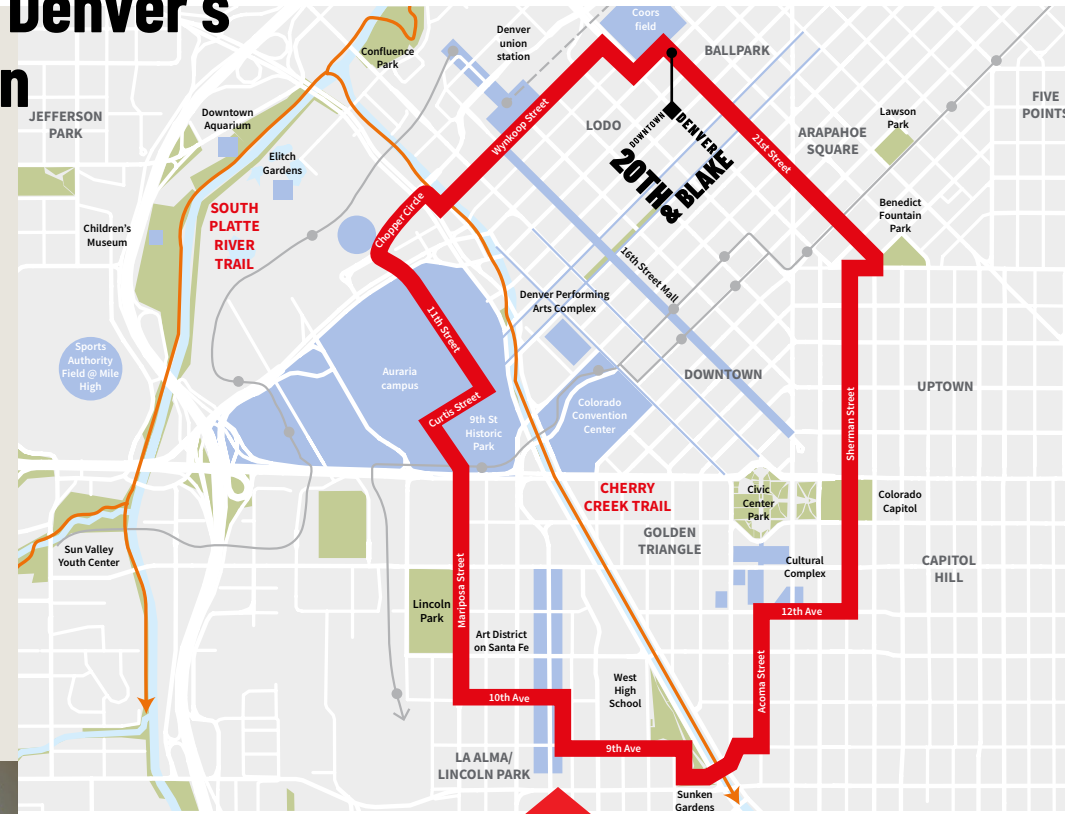 Denver's
n
Coors
field
Denver
union
station
BALLPARK
Confluence
Park
FIVE
POINTS
JEFFERSON
PARK
Downtown
Aquarium
Wynkoop Street
LODO
DOWNTOWN
DENVER
20TH
&
BLAKE
21st Street
ARAPAHOE
SQUARE
Lawson
Park
Elitch
Gardens
Benedict
Fountain
Park
SOUTH
PLATTE
RIVER
TRAIL
Children's
Museum
Chopper Circle
16th Street Mall
Denver Performing
Arts Complex
11th Street
Sports
Authority
Field @ Mile
High
Auraria
campus
DOWNTOWN
UPTOWN
Curtis Street
9th St
Historic
Park
Colorado
Convention
Center
Sherman Street
CHERRY
CREEK TRAIL
Civic
Center
Park
Colorado
Capitol
GOLDEN
TRIANGLE
Sun Valley
Youth Center
Cultural
Complex
CAPITOL
HILL
Mariposa Street
Lincoln
Park
12th Ave
Art District
on Santa Fe
West
High
School
Acoma Street
10th Ave
9th Ave
LA ALMA/
LINCOLN PARK
Sunken
Gardens